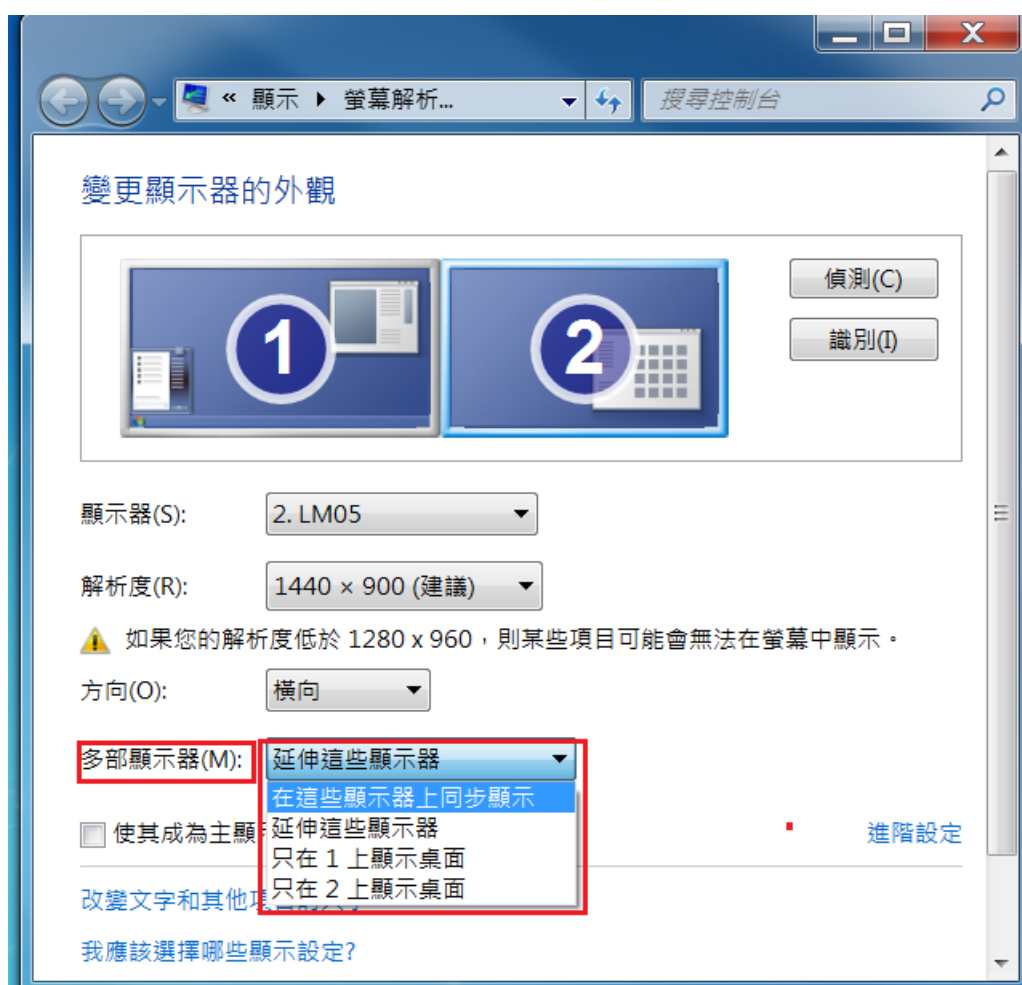 « 顯示 ▸ 螢幕解析... 搜尋控制台
變更顯示器的外觀
1 2
偵測(C)
識別(I)
顯示器(S): 2. LM05
解析度(R): 1440 × 900 (建議)
如果您的解析度低於 1280 x 960，則某些項目可能會無法在螢幕中顯示。
方向(O): 橫向
多部顯示器(M): 延伸這些顯示器
在這些顯示器上同步顯示
延伸這些顯示器
只在 1 上顯示桌面
只在 2 上顯示桌面
使其成為主顯 進階設定
改變文字和其他
我應該選擇哪些顯示設定?